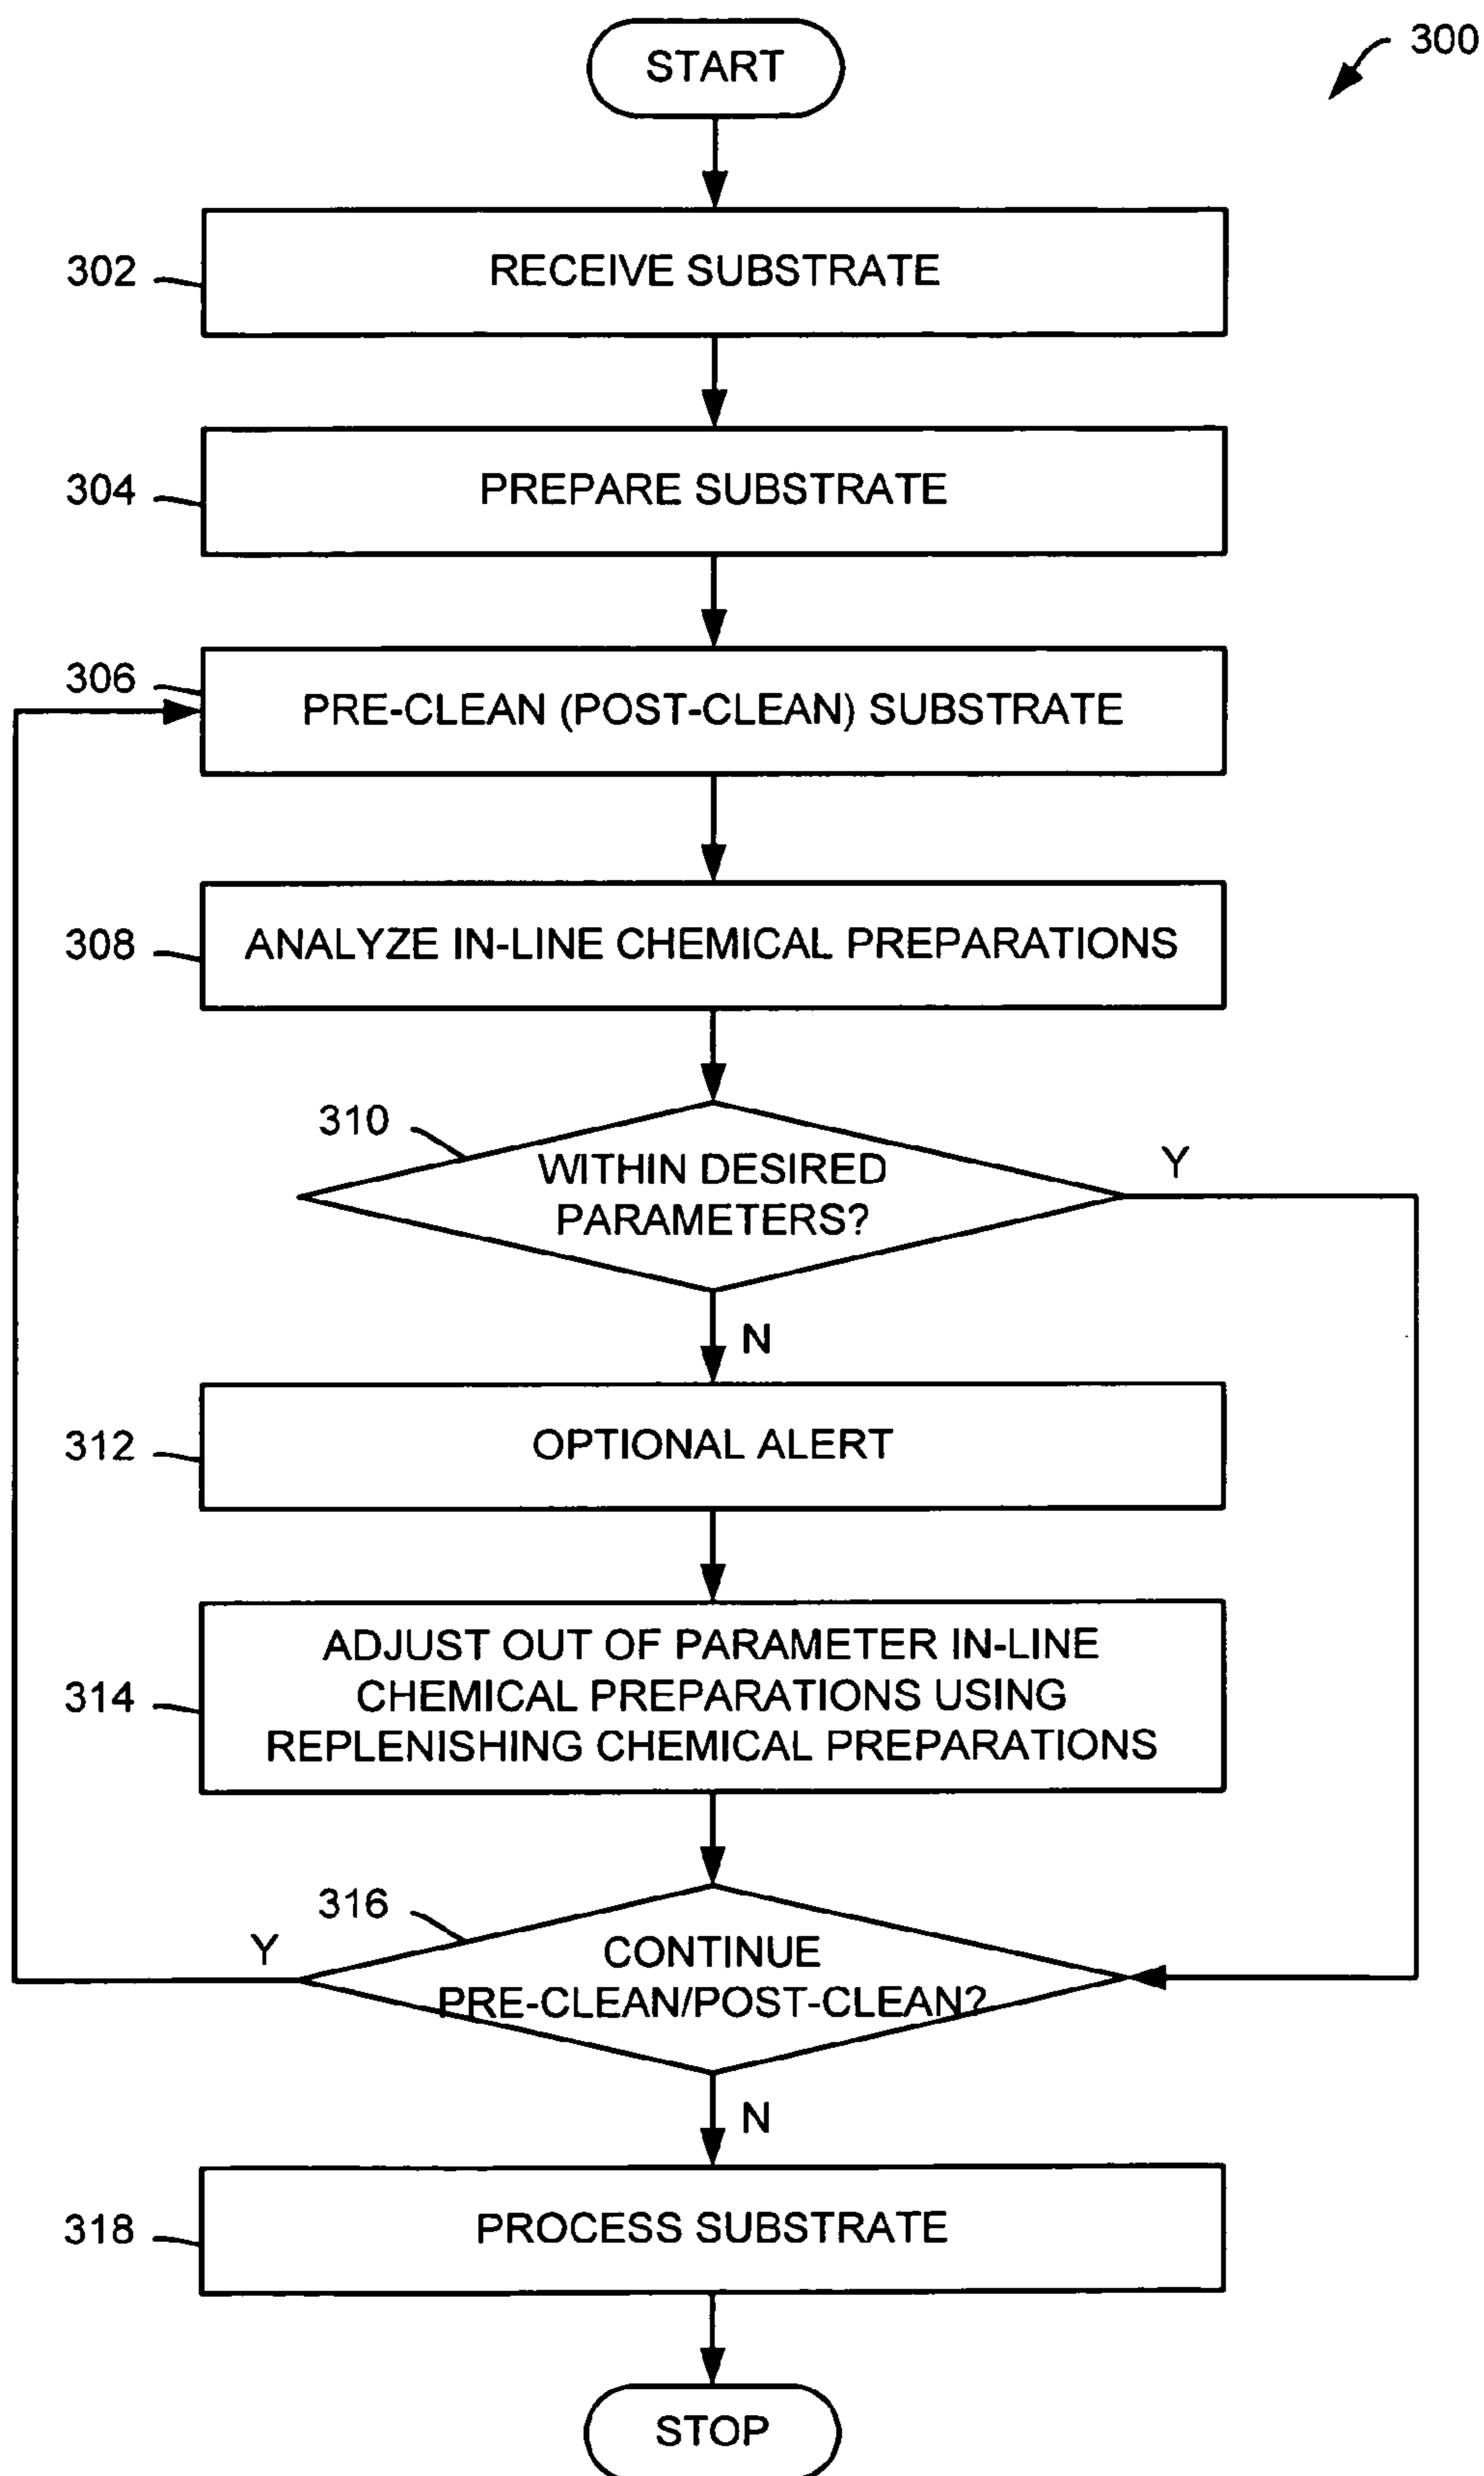 START
300
302
RECEIVE SUBSTRATE
304
PREPARE SUBSTRATE
306
PRE-CLEAN (POST-CLEAN) SUBSTRATE
308
ANALYZE IN-LINE CHEMICAL PREPARATIONS
310
WITHIN DESIRED
PARAMETERS?
Y
N
312
OPTIONAL ALERT
314
ADJUST OUT OF PARAMETER IN-LINE
CHEMICAL PREPARATIONS USING
REPLENISHING CHEMICAL PREPARATIONS
316
Y
CONTINUE
PRE-CLEAN/POST-CLEAN?
N
318
PROCESS SUBSTRATE
STOP